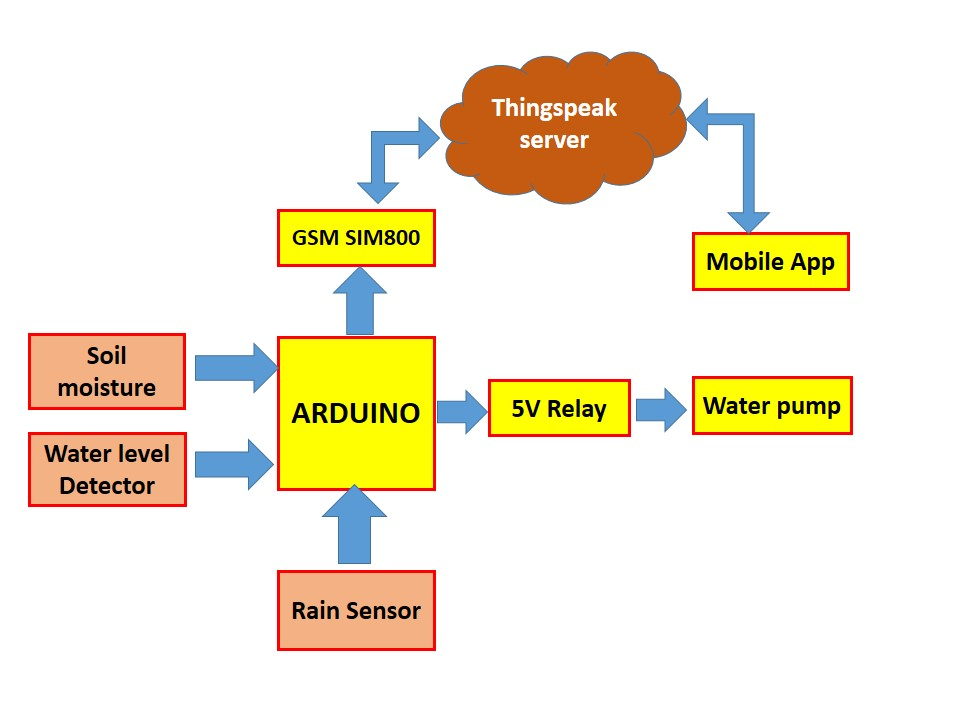 Thingspeak
server
GSM SIM800
Mobile App
Soil
moisture
ARDUINO
5V Relay
Water pump
Water level
Detector
Rain Sensor